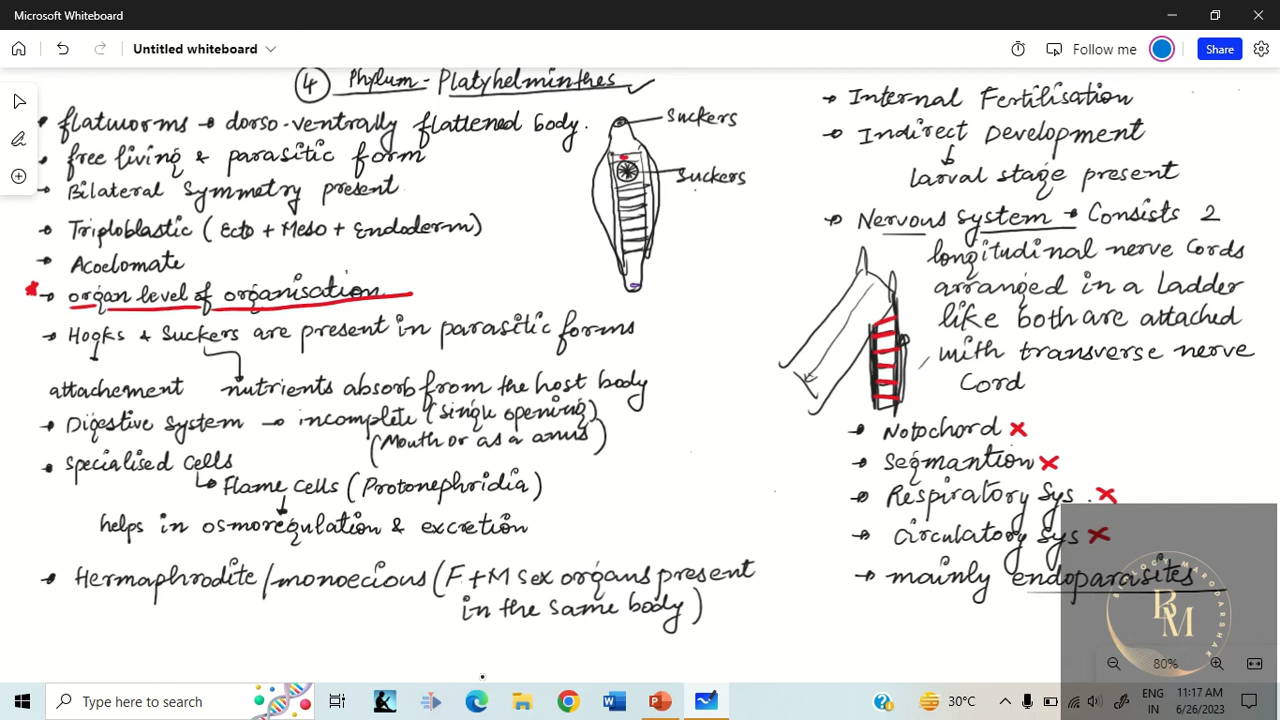 Microsoft Whiteboard
Untitled whiteboard
Follow me
Share
④ Phylum - Platyhelminthes
• flatworms → dorso-ventrally flattened body.
• free living & parasitic form
• Bilateral Symmetry present
• Triploblastic (Ecto + Meso + Endoderm)
• Acoelomate
→ organ level of organisation
→ Hooks & Suckers are present in parasitic forms
attachement nutrients absorb from the host body
• Digestive System → incomplete (Single opening)
(Mouth or as a anus)
• Specialised cells
↳ Flame cells (Protonephridia)
helps in osmoregulation & excretion
• Hermaphrodite/monoecious (F + M sex organs present
in the same body)
Suckers
Suckers
→ Internal Fertilisation
→ Indirect Development
larval stage present
→ Nervous system → Consists 2
longitudinal nerve Cords
arranged in a ladder
like both are attached
with transverse nerve
Cord
→ Notochord ×
→ Segmantion ×
→ Respiratory Sys. ×
→ Circulatory Sys ×
→ mainly endoparasites
BIOLOGY MARGDARSHAK
BM
80%
Type here to search
30°C
ENG
IN
11:17 AM
6/26/2023